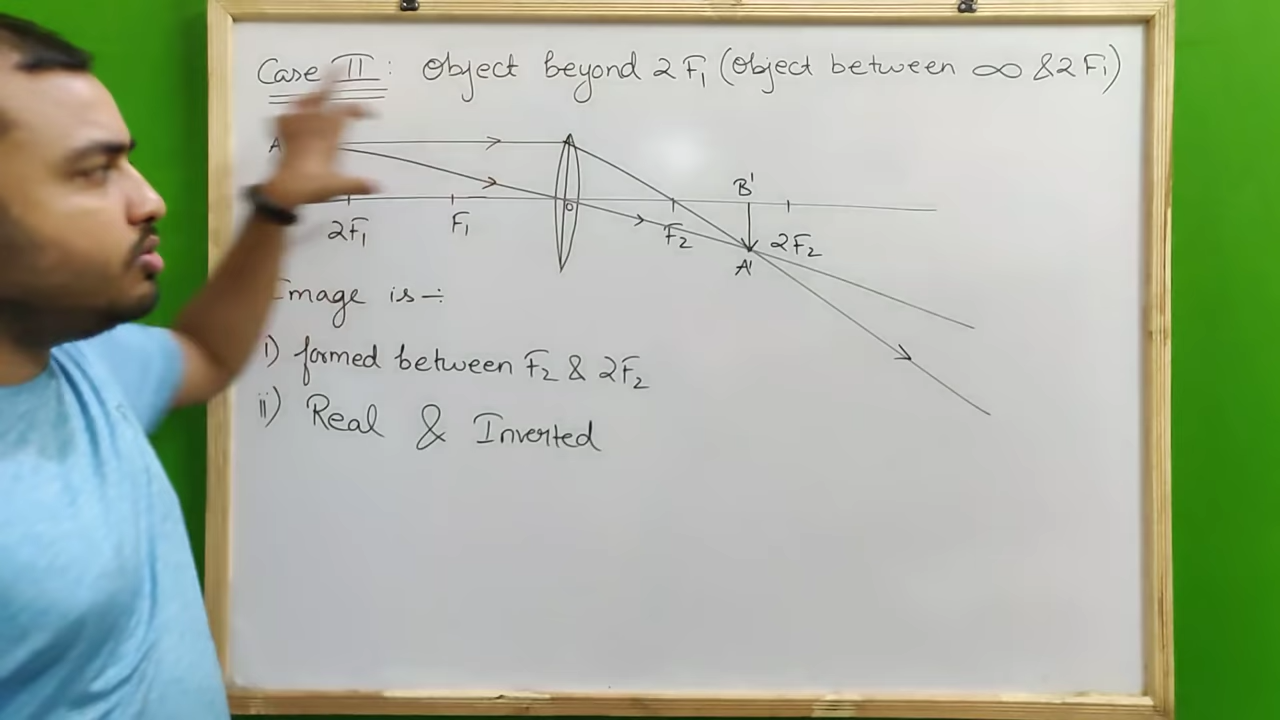 Case II : Object beyond 2F₁ (Object between ∞ & 2F₁)
A
B'
2F₁ F₁ O F₂ 2F₂
A'
Image is :-
i) formed between F₂ & 2F₂
ii) Real & Inverted